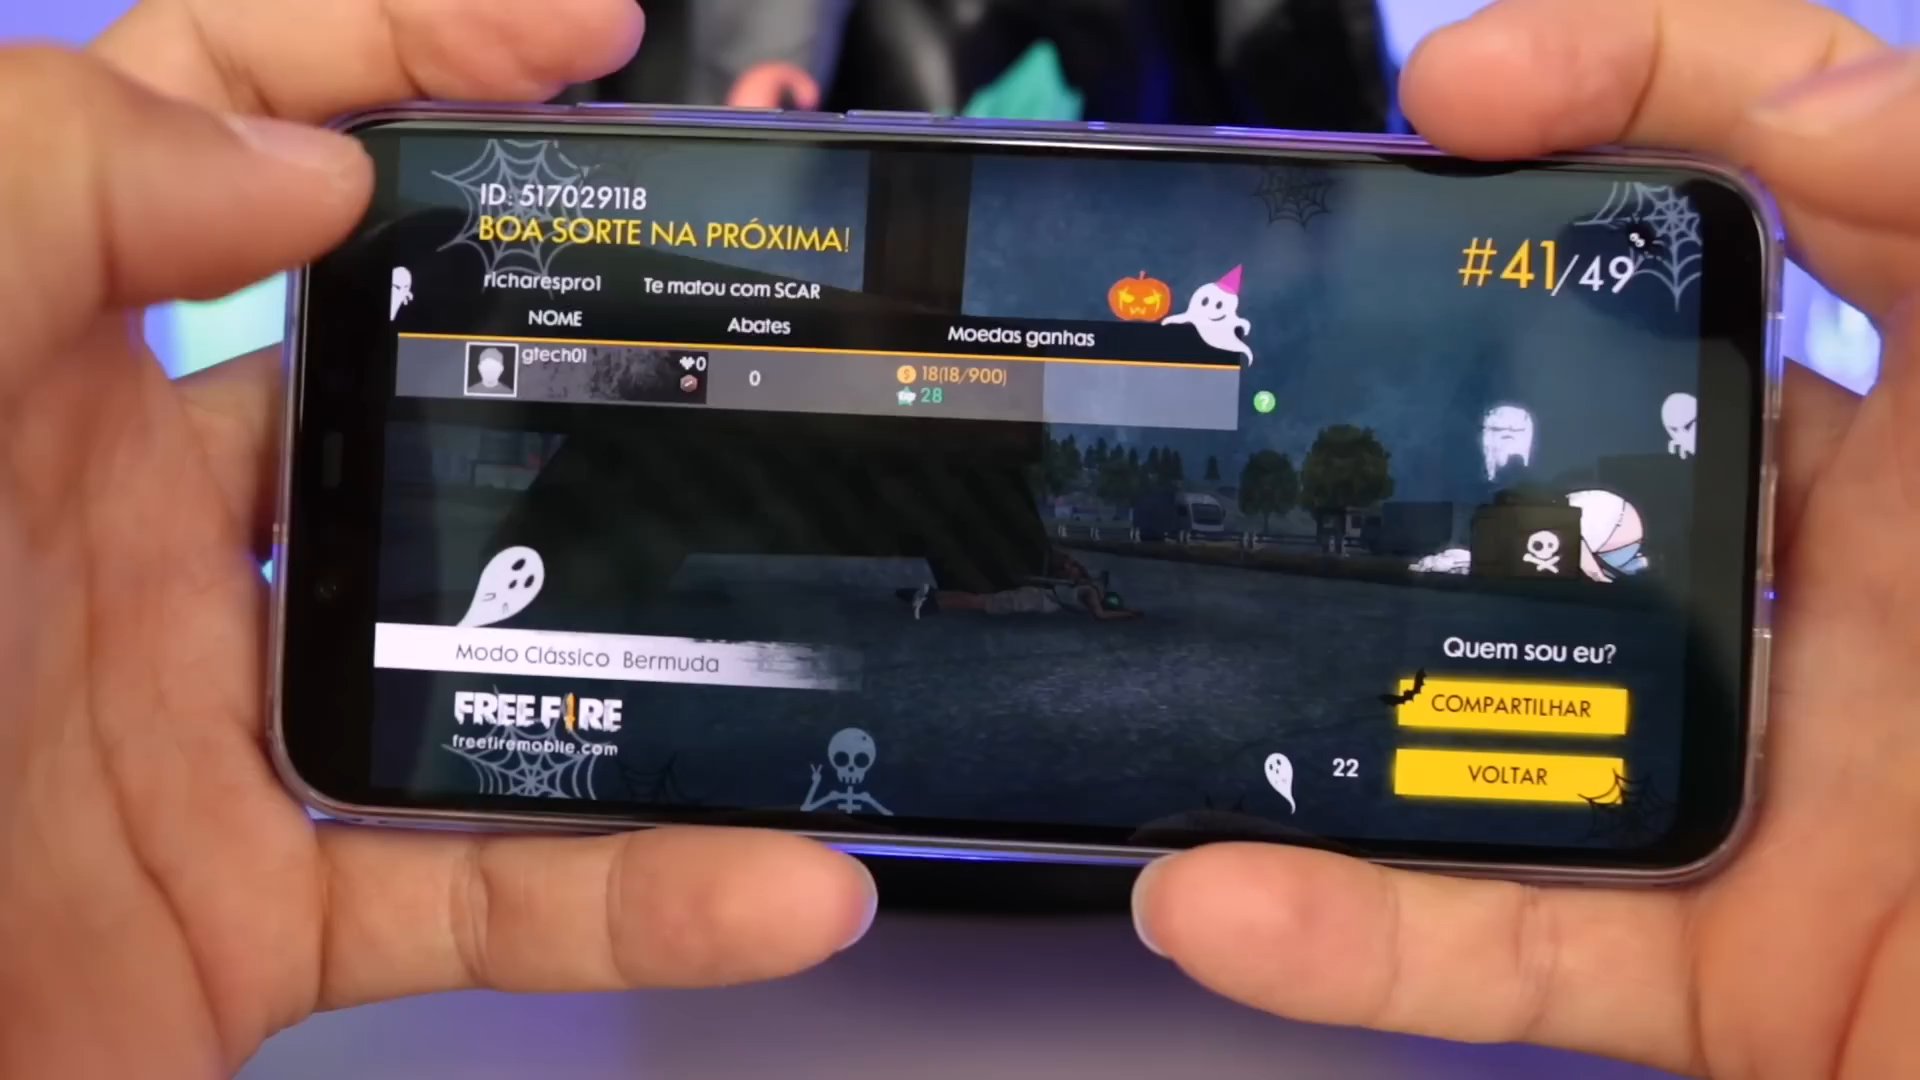 ID: 517029118
BOA SORTE NA PRÓXIMA!
#41/49
richarespro1 Te matou com SCAR
NOME Abates Moedas ganhas
gtech01 0 0 18(18/900)
28
?
Modo Clássico Bermuda
FREE FIRE
freefiremobile.com
Quem sou eu?
COMPARTILHAR
22
VOLTAR